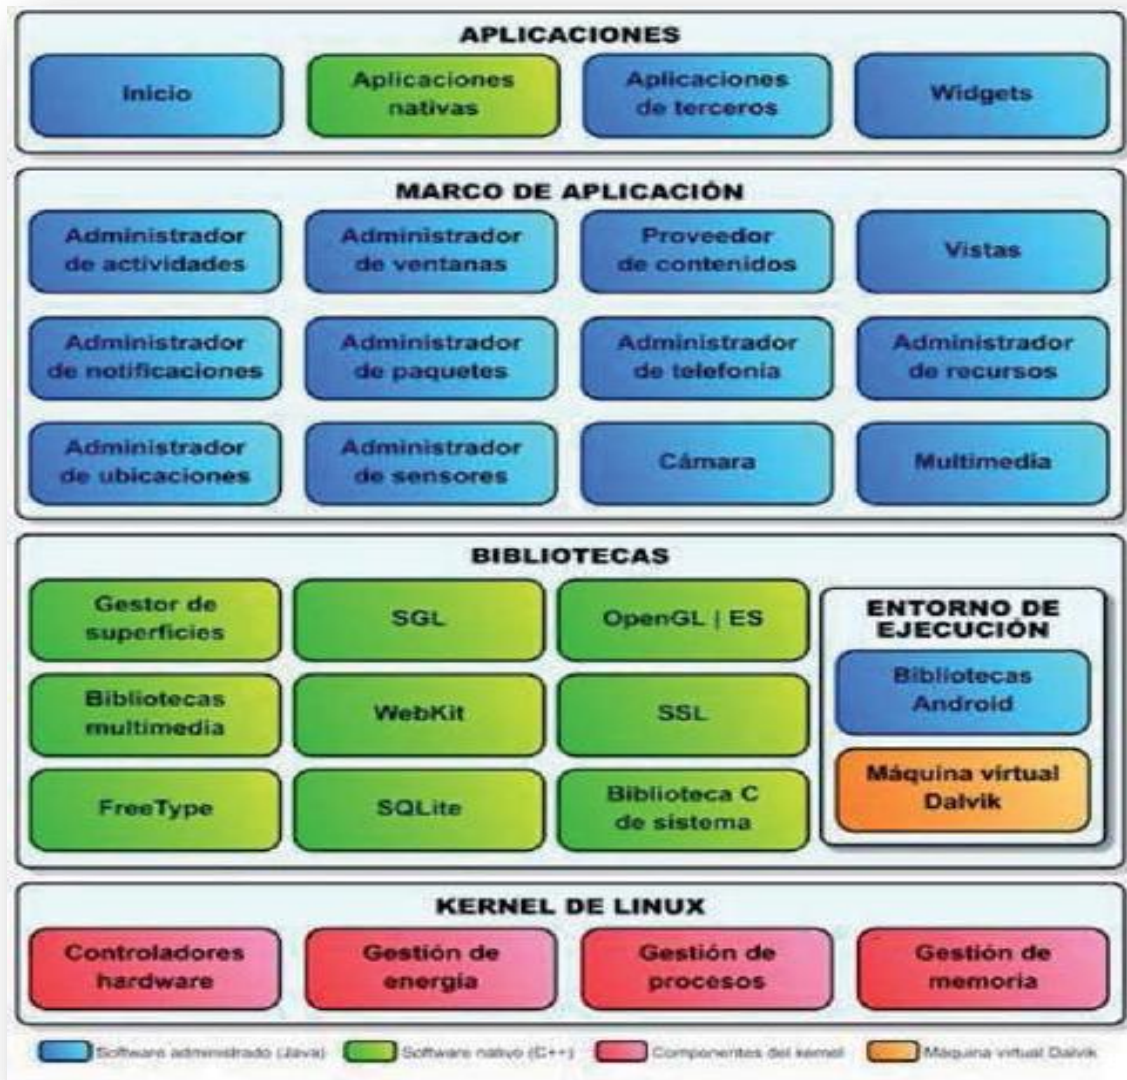 APLICACIONES
Inicio
Aplicaciones
nativas
Aplicaciones
de terceros
Widgets
MARCO DE APLICACIÓN
Administrador
de actividades
Administrador
de ventanas
Proveedor
de contenidos
Vistas
Administrador
de notificaciones
Administrador
de paquetes
Administrador
de telefonía
Administrador
de recursos
Administrador
de ubicaciones
Administrador
de sensores
Cámara
Multimedia
BIBLIOTECAS
Gestor de
superficies
SGL
OpenGL | ES
Bibliotecas
multimedia
WebKit
SSL
FreeType
SQLite
Biblioteca C
de sistema
ENTORNO DE
EJECUCIÓN
Bibliotecas
Android
Máquina virtual
Dalvik
KERNEL DE LINUX
Controladores
hardware
Gestión de
energía
Gestión de
procesos
Gestión de
memoria
Software administrado (Java)
Software nativo (C++)
Componentes del kernel
Máquina virtual Dalvik